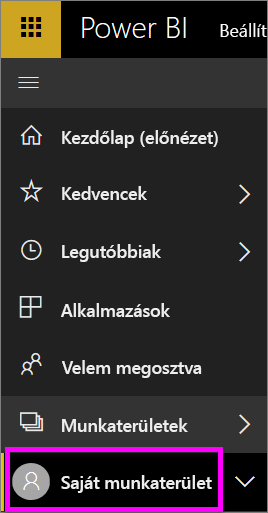 Power BI Beállít
Kezdőlap (előnézet)
Kedvencek
Legutóbbiak
Alkalmazások
Velem megosztva
Munkaterületek
Saját munkaterület